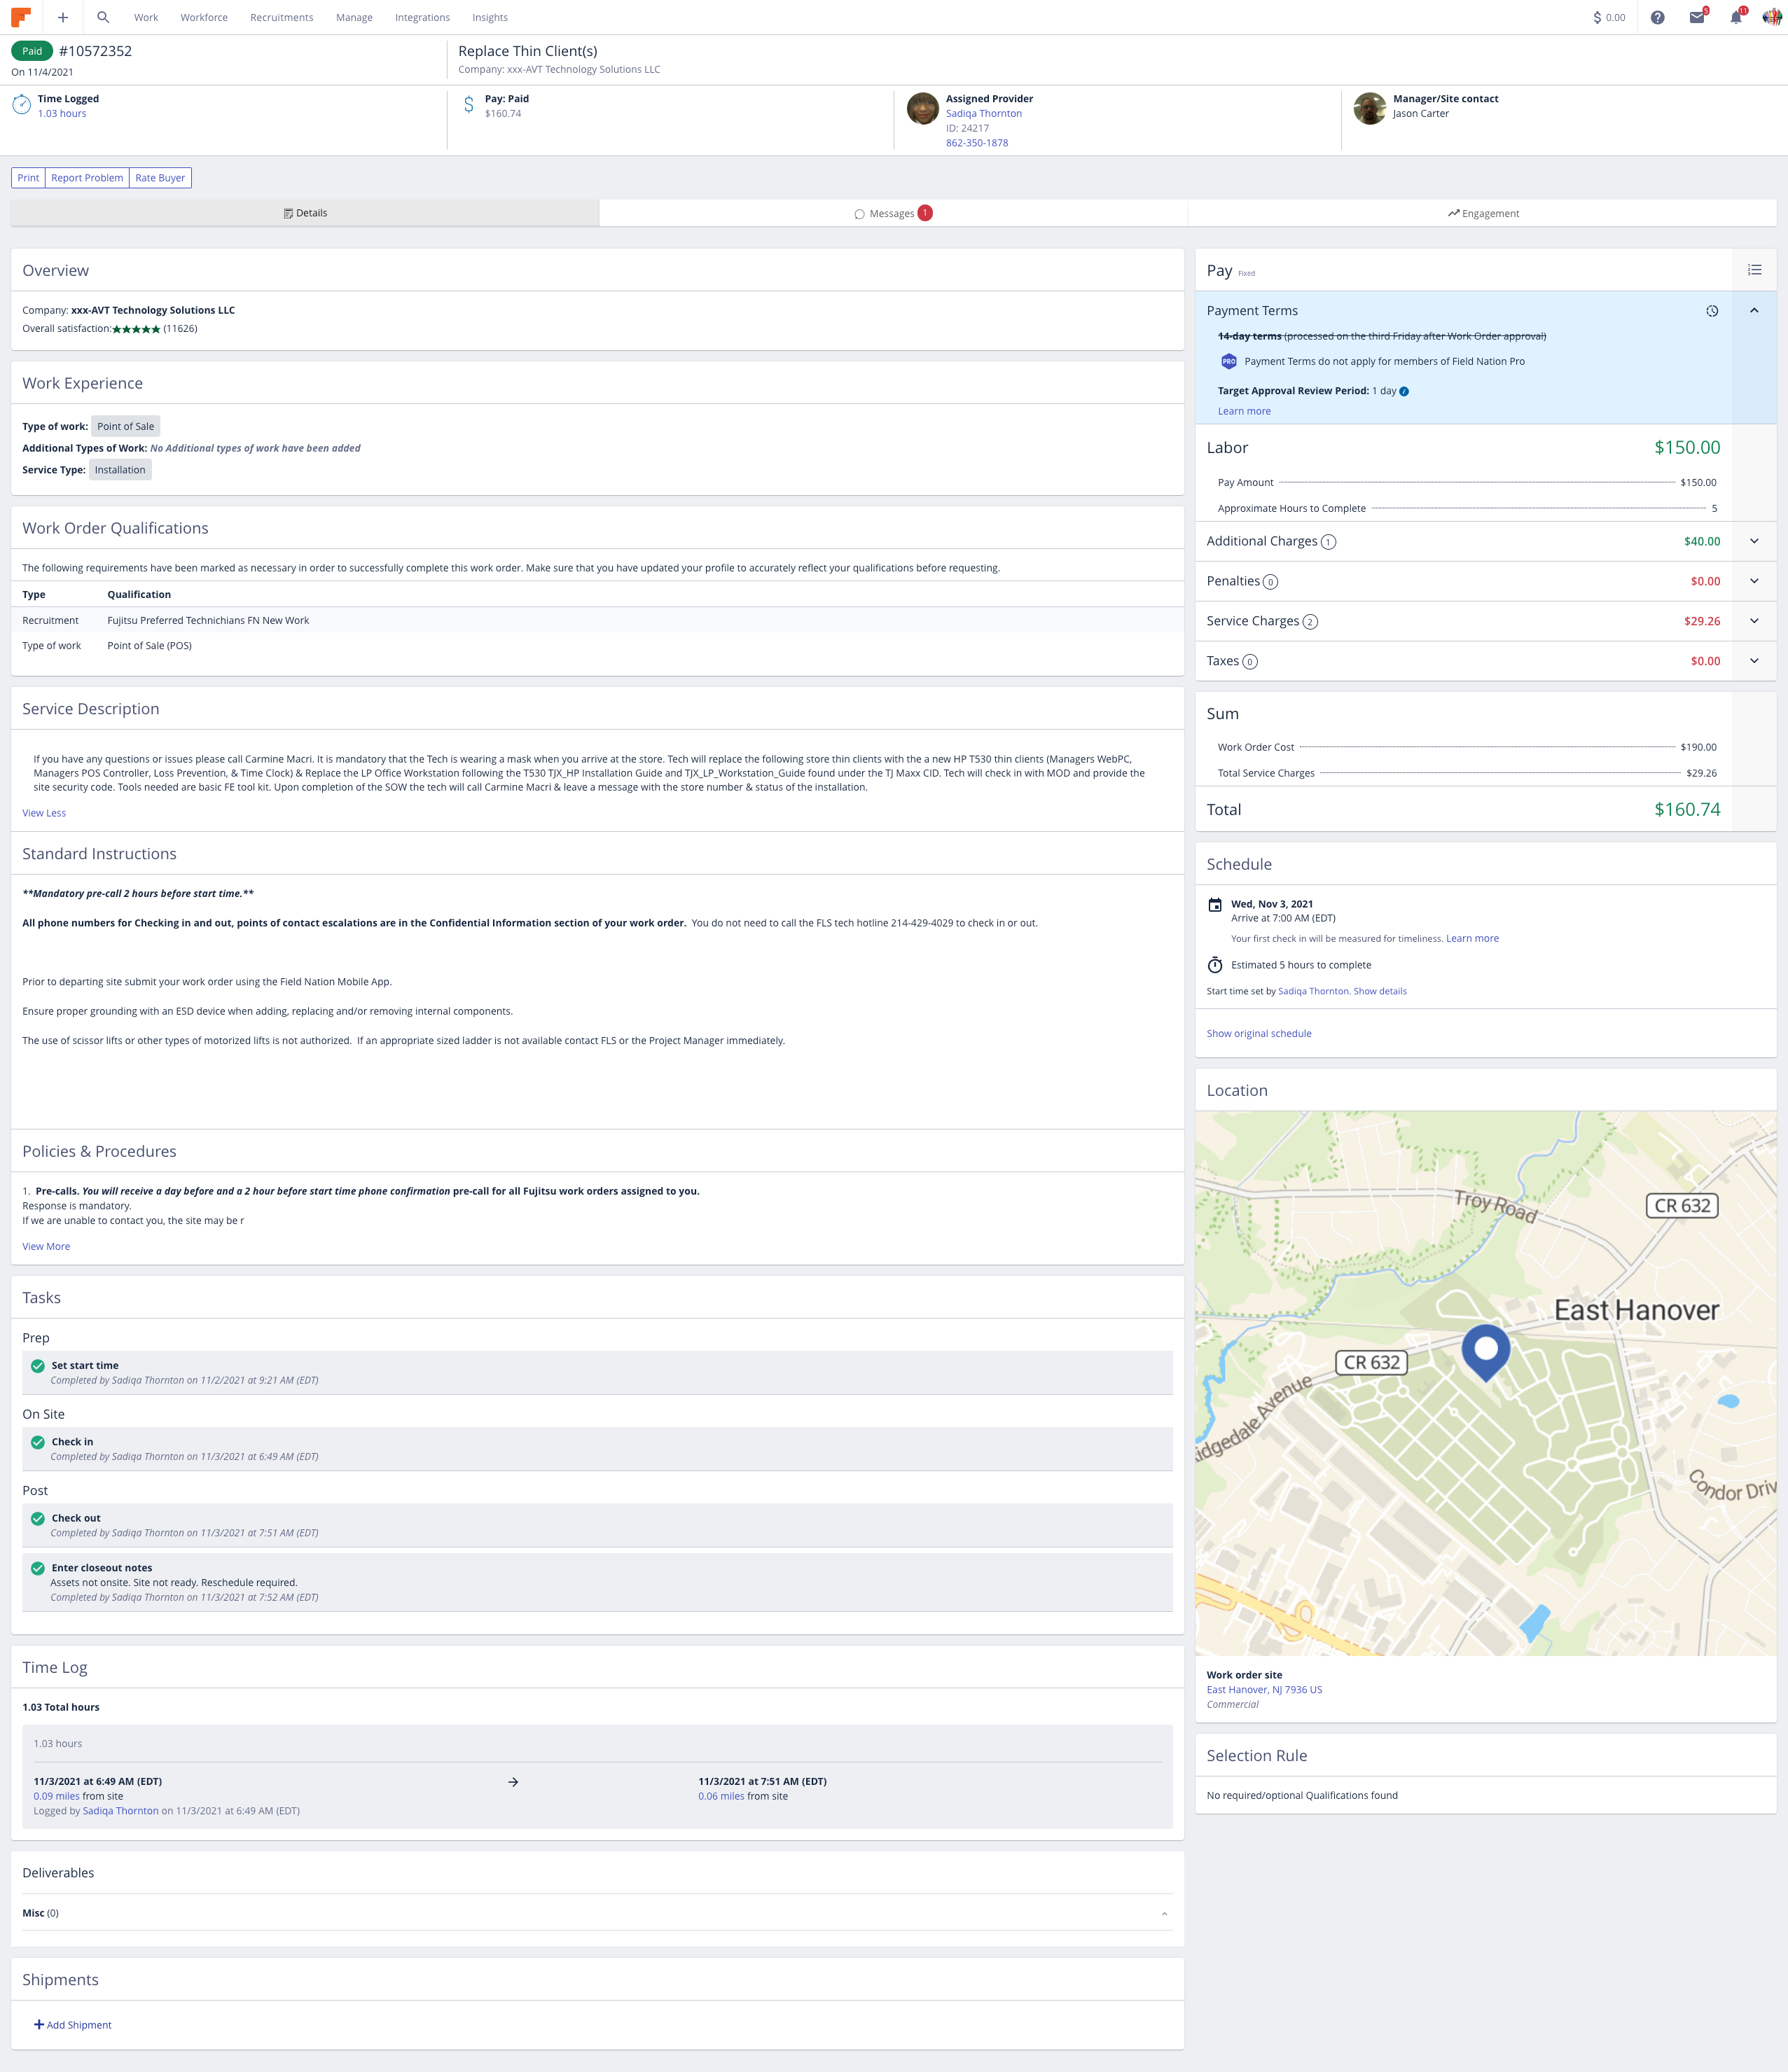 Work Workforce Recruitments Manage Integrations Insights
$ 0.00 5 11
Paid #10572352
On 11/4/2021
Replace Thin Client(s)
Company: xxx-AVT Technology Solutions LLC
Time Logged
1.03 hours
Pay: Paid
$160.74
Assigned Provider
Sadiqa Thornton
ID: 24217
862-350-1878
Manager/Site contact
Jason Carter
Print Report Problem Rate Buyer
Details
Messages 1
Engagement
Overview
Company: xxx-AVT Technology Solutions LLC
Overall satisfaction:★★★★★ (11626)
Work Experience
Type of work: Point of Sale
Additional Types of Work: No Additional types of work have been added
Service Type: Installation
Work Order Qualifications
The following requirements have been marked as necessary in order to successfully complete this work order. Make sure that you have updated your profile to accurately reflect your qualifications before requesting.
Type Qualification
Recruitment Fujitsu Preferred Technichians FN New Work
Type of work Point of Sale (POS)
Service Description
If you have any questions or issues please call Carmine Macri. It is mandatory that the Tech is wearing a mask when you arrive at the store. Tech will replace the following store thin clients with the a new HP T530 thin clients (Managers WebPC,
Managers POS Controller, Loss Prevention, & Time Clock) & Replace the LP Office Workstation following the T530 TJX_HP Installation Guide and TJX_LP_Workstation_Guide found under the TJ Maxx CID. Tech will check in with MOD and provide the
site security code. Tools needed are basic FE tool kit. Upon completion of the SOW the tech will call Carmine Macri & leave a message with the store number & status of the installation.
View Less
Standard Instructions
**Mandatory pre-call 2 hours before start time.**
All phone numbers for Checking in and out, points of contact escalations are in the Confidential Information section of your work order. You do not need to call the FLS tech hotline 214-429-4029 to check in or out.
Prior to departing site submit your work order using the Field Nation Mobile App.
Ensure proper grounding with an ESD device when adding, replacing and/or removing internal components.
The use of scissor lifts or other types of motorized lifts is not authorized. If an appropriate sized ladder is not available contact FLS or the Project Manager immediately.
Policies & Procedures
1. Pre-calls. You will receive a day before and a 2 hour before start time phone confirmation pre-call for all Fujitsu work orders assigned to you.
Response is mandatory.
If we are unable to contact you, the site may be r
View More
Tasks
Prep
Set start time
Completed by Sadiqa Thornton on 11/2/2021 at 9:21 AM (EDT)
On Site
Check in
Completed by Sadiqa Thornton on 11/3/2021 at 6:49 AM (EDT)
Post
Check out
Completed by Sadiqa Thornton on 11/3/2021 at 7:51 AM (EDT)
Enter closeout notes
Assets not onsite. Site not ready. Reschedule required.
Completed by Sadiqa Thornton on 11/3/2021 at 7:52 AM (EDT)
Time Log
1.03 Total hours
1.03 hours
11/3/2021 at 6:49 AM (EDT) → 11/3/2021 at 7:51 AM (EDT)
0.09 miles from site 0.06 miles from site
Logged by Sadiqa Thornton on 11/3/2021 at 6:49 AM (EDT)
Deliverables
Misc (0)
Shipments
Add Shipment
Pay Fixed
Payment Terms
14-day terms (processed on the third Friday after Work Order approval)
PRO Payment Terms do not apply for members of Field Nation Pro
Target Approval Review Period: 1 day
Learn more
Labor $150.00
Pay Amount $150.00
Approximate Hours to Complete 5
Additional Charges 1 $40.00
Penalties 0 $0.00
Service Charges 2 $29.26
Taxes 0 $0.00
Sum
Work Order Cost $190.00
Total Service Charges $29.26
Total $160.74
Schedule
Wed, Nov 3, 2021
Arrive at 7:00 AM (EDT)
Your first check in will be measured for timeliness. Learn more
Estimated 5 hours to complete
Start time set by Sadiqa Thornton. Show details
Show original schedule
Location
Troy Road
CR 632
East Hanover
CR 632
idgedale Avenue
Condor Driv
Work order site
East Hanover, NJ 7936 US
Commercial
Selection Rule
No required/optional Qualifications found